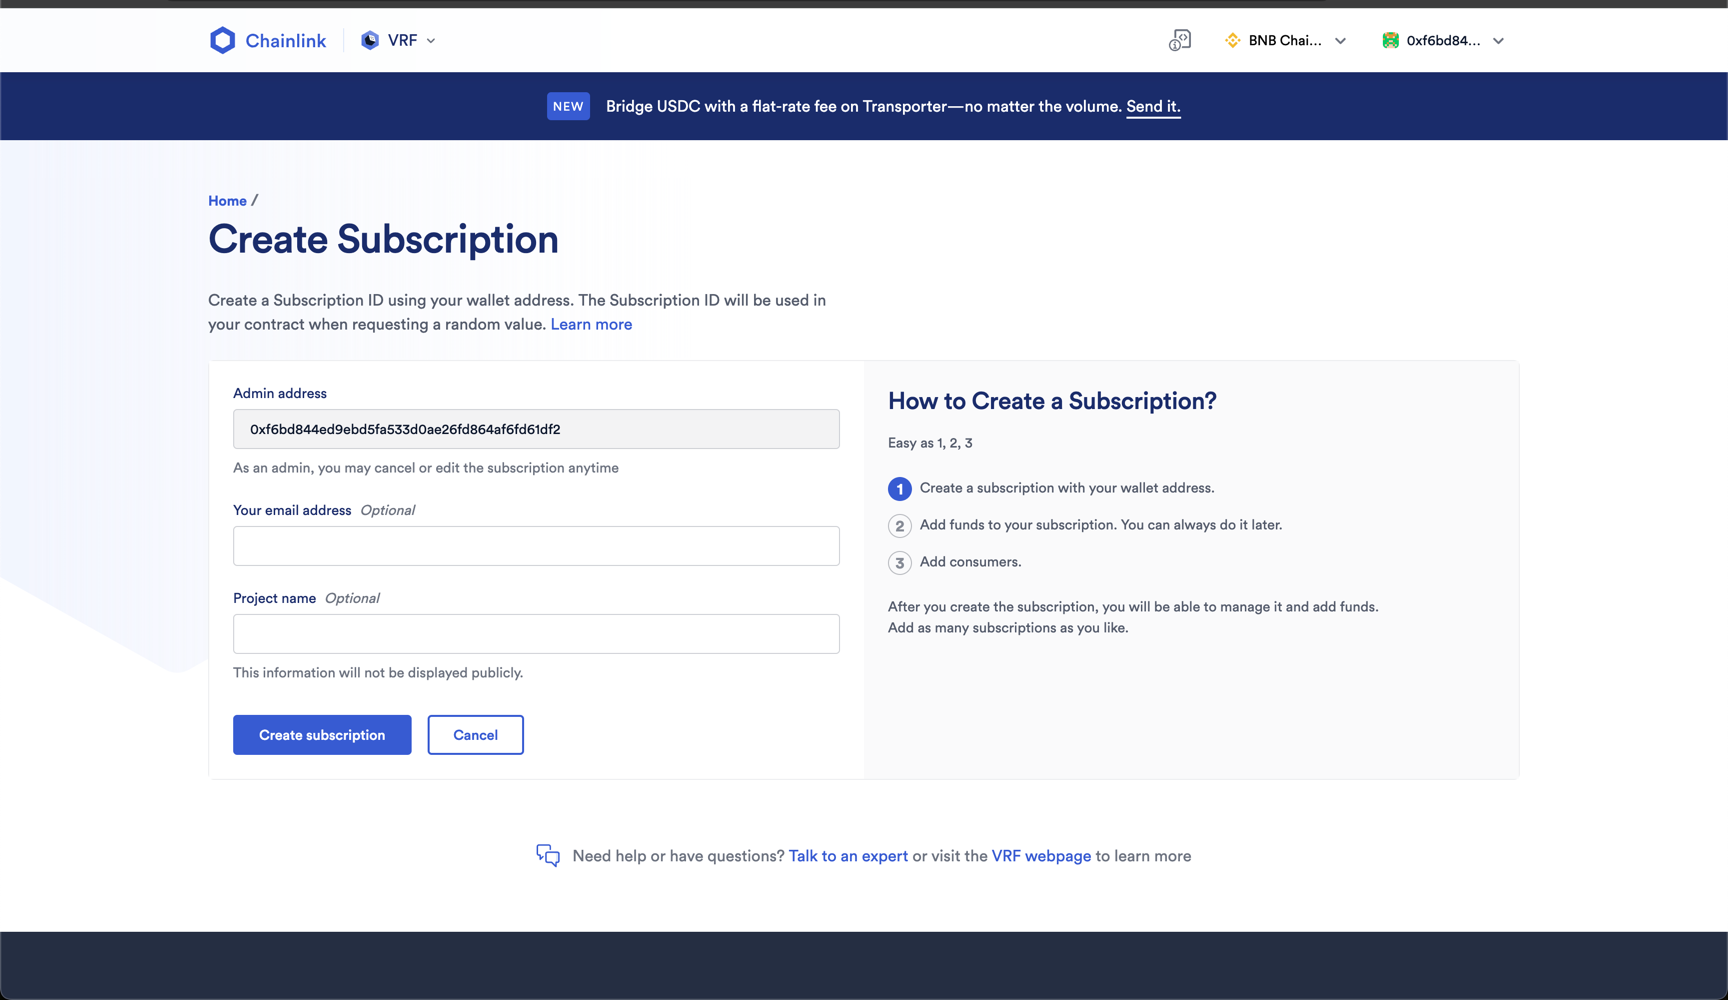 Chainlink
VRF
BNB Chai...
0xf6bd84...
NEW
Bridge USDC with a flat-rate fee on Transporter—no matter the volume. Send it.
Home /
Create Subscription
Create a Subscription ID using your wallet address. The Subscription ID will be used in
your contract when requesting a random value. Learn more
Admin address
0xf6bd844ed9ebd5fa533d0ae26fd864af6fd61df2
As an admin, you may cancel or edit the subscription anytime
Your email address Optional
Project name Optional
This information will not be displayed publicly.
Create subscription
Cancel
How to Create a Subscription?
Easy as 1, 2, 3
1 Create a subscription with your wallet address.
2 Add funds to your subscription. You can always do it later.
3 Add consumers.
After you create the subscription, you will be able to manage it and add funds.
Add as many subscriptions as you like.
Need help or have questions? Talk to an expert or visit the VRF webpage to learn more